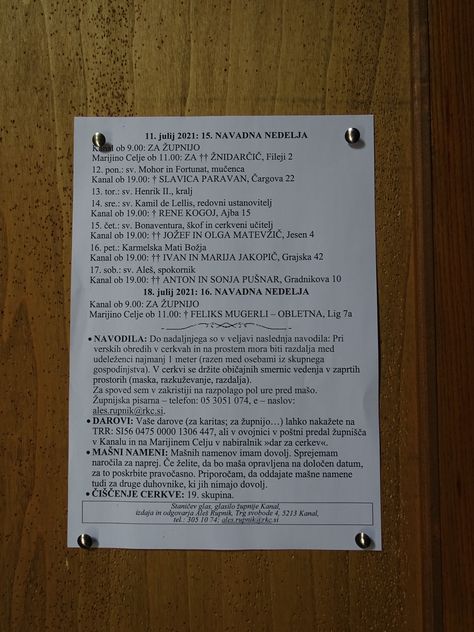 11. julij 2021: 15. NAVADNA NEDELJA
Kanal ob 9.00: ZA ŽUPNIJO
Marijino Celje ob 11.00: ZA †† ŽNIDARČIČ, Fileji 2
12. pon.: sv. Mohor in Fortunat, mučenca
Kanal ob 19.00: † SLAVICA PARAVAN, Čargova 22
13. tor.: sv. Henrik II., kralj
14. sre.: sv. Kamil de Lellis, redovni ustanovitelj
Kanal ob 19.00: † RENE KOGOJ, Ajba 15
15. čet.: sv. Bonaventura, škof in cerkveni učitelj
Kanal ob 19.00: †† JOŽEF IN OLGA MATEVŽIČ, Jesen 4
16. pet.: Karmelska Mati Božja
Kanal ob 19.00: †† IVAN IN MARIJA JAKOPIČ, Grajska 42
17. sob.: sv. Aleš, spokornik
Kanal ob 19.00: †† ANTON IN SONJA PUŠNAR, Gradnikova 10
18. julij 2021: 16. NAVADNA NEDELJA
Kanal ob 9.00: ZA ŽUPNIJO
Marijino Celje ob 11.00: † FELIKS MUGERLI – OBLETNA, Lig 7a
• NAVODILA: Do nadaljnjega so v veljavi naslednja navodila: Pri
verskih obredih v cerkvah in na prostem mora biti razdalja med
udeleženci najmanj 1 meter (razen med osebami iz skupnega
gospodinjstva). V cerkvi se držite običajnih smernic vedenja v zaprtih
prostorih (maska, razkuževanje, razdalja).
Za spoved sem v zakristiji na razpolago pol ure pred mašo.
Župnijska pisarna – telefon: 05 3051 074, e – naslov:
ales.rupnik@rkc.si.
• DAROVI: Vaše darove (za karitas; za župnijo…) lahko nakažete na
TRR: SI56 0475 0000 1306 447, ali v ovojnici v poštni predal župnišča
v Kanalu in na Marijinem Celju v nabiralnik »dar za cerkev«.
• MAŠNI NAMENI: Mašnih namenov imam dovolj. Sprejemam
naročila za naprej. Če želite, da bo maša opravljena na določen datum,
za to poskrbite pravočasno. Priporočam, da oddajate mašne namene
tudi za druge duhovnike, ki jih nimajo dovolj.
• ČIŠČENJE CERKVE: 19. skupina.
Staničev glas, glasilo župnije Kanal,
izdaja in odgovarja Aleš Rupnik, Trg svobode 4, 5213 Kanal,
tel.: 305 10 74; ales.rupnik@rkc.si